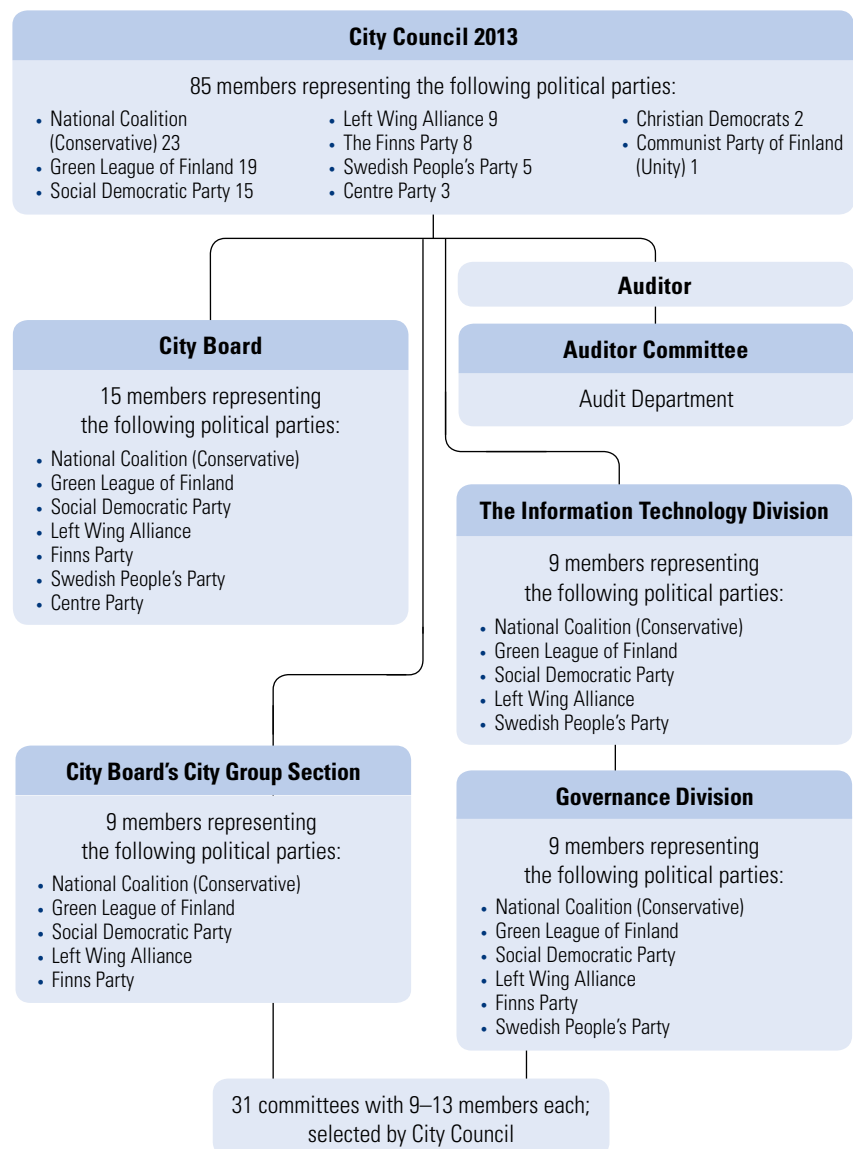 City Council 2013
85 members representing the following political parties:
• National Coalition
(Conservative) 23
• Green League of Finland 19
• Social Democratic Party 15
• Left Wing Alliance 9
• The Finns Party 8
• Swedish People's Party 5
• Centre Party 3
• Christian Democrats 2
• Communist Party of Finland
(Unity) 1
Auditor
City Board
15 members representing
the following political parties:
• National Coalition (Conservative)
• Green League of Finland
• Social Democratic Party
• Left Wing Alliance
• Finns Party
• Swedish People's Party
• Centre Party
Auditor Committee
Audit Department
The Information Technology Division
9 members representing
the following political parties:
• National Coalition (Conservative)
• Green League of Finland
• Social Democratic Party
• Left Wing Alliance
• Swedish People's Party
City Board's City Group Section
9 members representing
the following political parties:
• National Coalition (Conservative)
• Green League of Finland
• Social Democratic Party
• Left Wing Alliance
• Finns Party
Governance Division
9 members representing
the following political parties:
• National Coalition (Conservative)
• Green League of Finland
• Social Democratic Party
• Left Wing Alliance
• Finns Party
• Swedish People's Party
31 committees with 9–13 members each;
selected by City Council